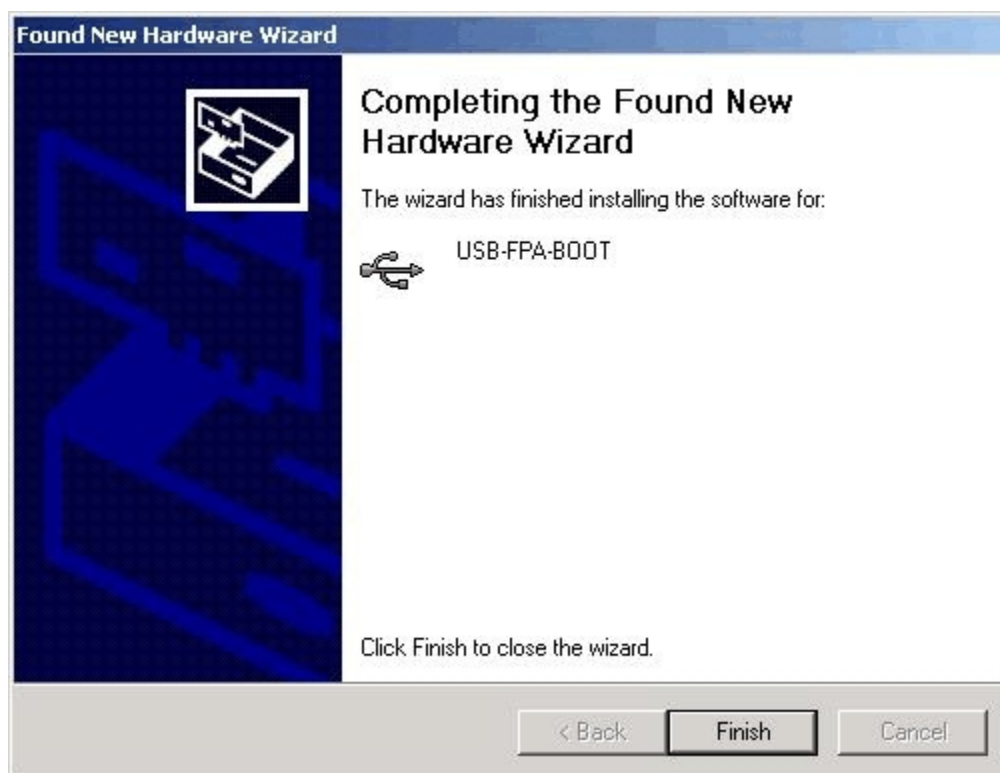 Found New Hardware Wizard
Completing the Found New
Hardware Wizard
The wizard has finished installing the software for:
USB-FPA-BOOT
Click Finish to close the wizard.
< Back
Finish
Cancel